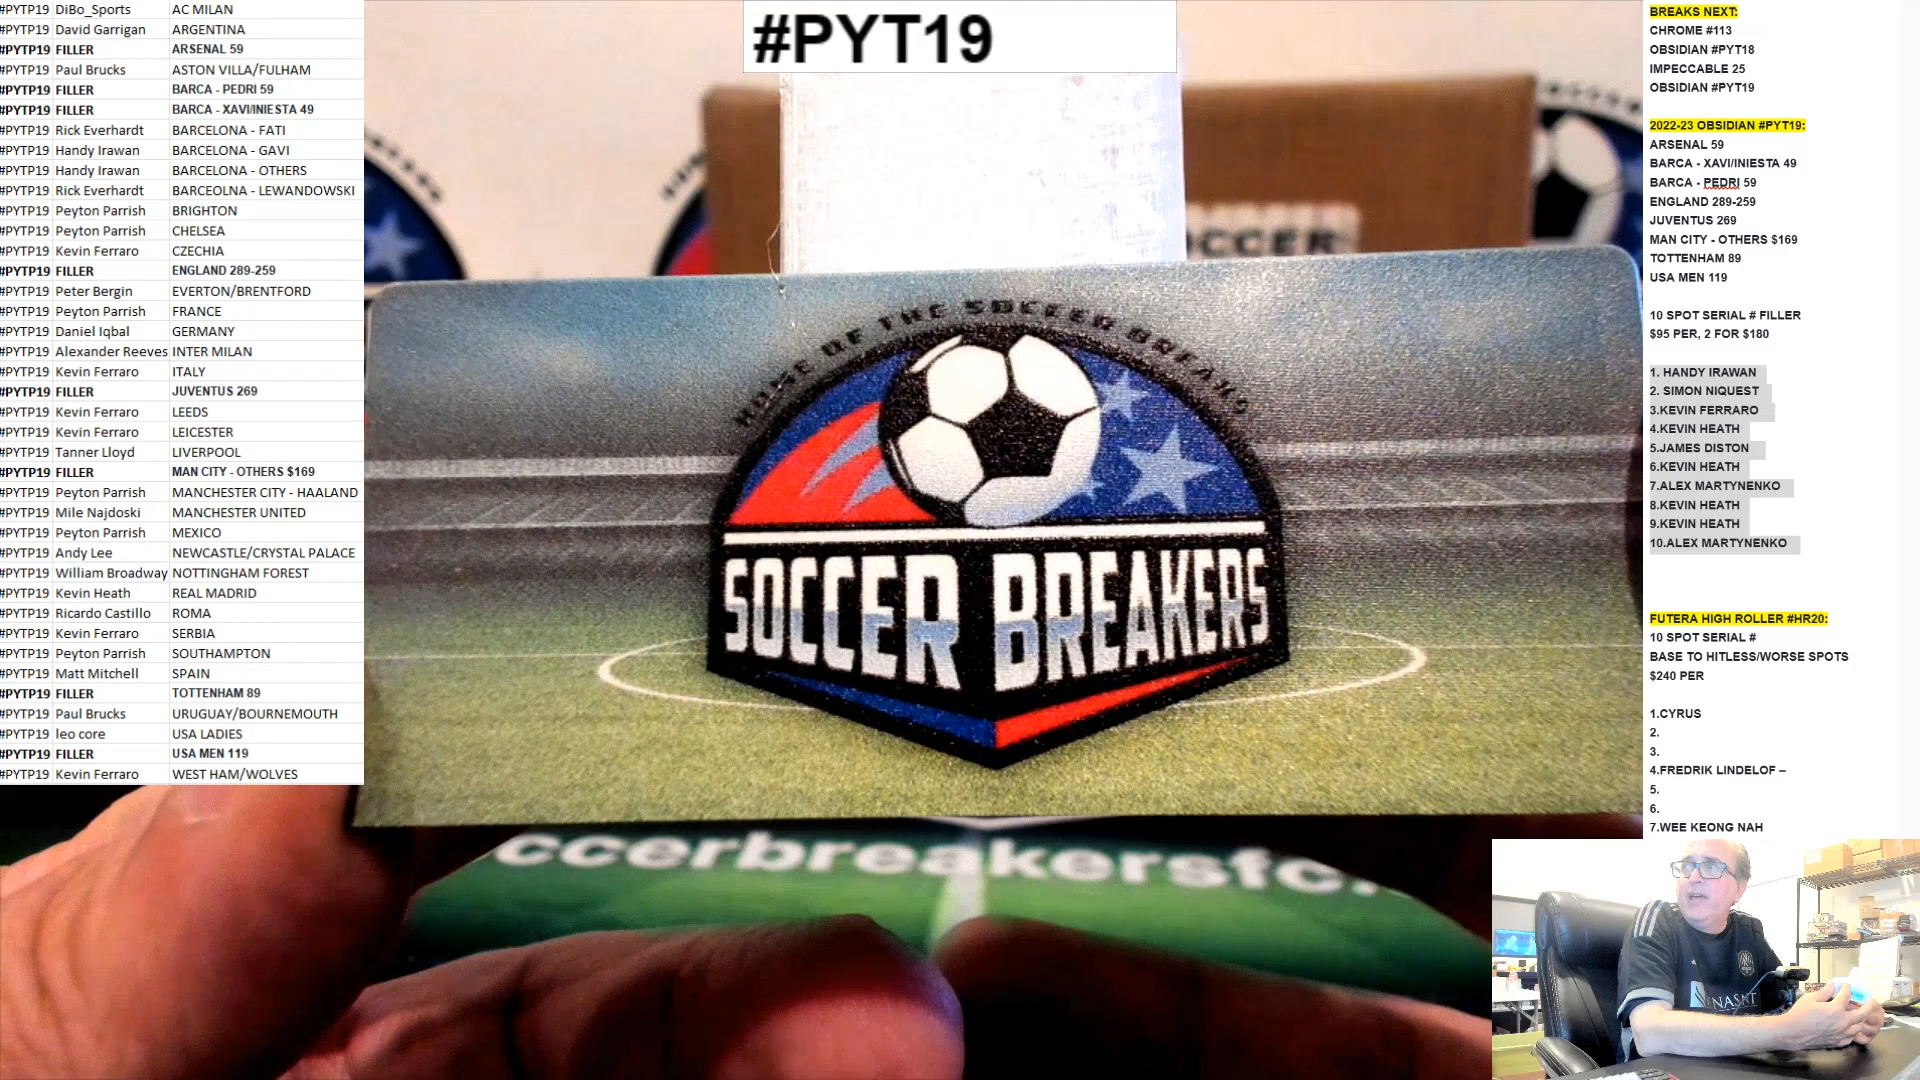 #PYTP19 DiBo_Sports AC MILAN
#PYTP19 David Garrigan ARGENTINA
#PYTP19 FILLER ARSENAL 59
#PYTP19 Paul Brucks ASTON VILLA/FULHAM
#PYTP19 FILLER BARCA - PEDRI 59
#PYTP19 FILLER BARCA - XAVI/INIESTA 49
#PYTP19 Rick Everhardt BARCELONA - FATI
#PYTP19 Handy Irawan BARCELONA - GAVI
#PYTP19 Handy Irawan BARCELONA - OTHERS
#PYTP19 Rick Everhardt BARCEOLNA - LEWANDOWSKI
#PYTP19 Peyton Parrish BRIGHTON
#PYTP19 Peyton Parrish CHELSEA
#PYTP19 Kevin Ferraro CZECHIA
#PYTP19 FILLER ENGLAND 289-259
#PYTP19 Peter Bergin EVERTON/BRENTFORD
#PYTP19 Peyton Parrish FRANCE
#PYTP19 Daniel Iqbal GERMANY
#PYTP19 Alexander Reeves INTER MILAN
#PYTP19 Kevin Ferraro ITALY
#PYTP19 FILLER JUVENTUS 269
#PYTP19 Kevin Ferraro LEEDS
#PYTP19 Kevin Ferraro LEICESTER
#PYTP19 Tanner Lloyd LIVERPOOL
#PYTP19 FILLER MAN CITY - OTHERS $169
#PYTP19 Peyton Parrish MANCHESTER CITY - HAALAND
#PYTP19 Mile Najdoski MANCHESTER UNITED
#PYTP19 Peyton Parrish MEXICO
#PYTP19 Andy Lee NEWCASTLE/CRYSTAL PALACE
#PYTP19 William Broadway NOTTINGHAM FOREST
#PYTP19 Kevin Heath REAL MADRID
#PYTP19 Ricardo Castillo ROMA
#PYTP19 Kevin Ferraro SERBIA
#PYTP19 Peyton Parrish SOUTHAMPTON
#PYTP19 Matt Mitchell SPAIN
#PYTP19 FILLER TOTTENHAM 89
#PYTP19 Paul Brucks URUGUAY/BOURNEMOUTH
#PYTP19 leo core USA LADIES
#PYTP19 FILLER USA MEN 119
#PYTP19 Kevin Ferraro WEST HAM/WOLVES
#PYT19
OCCER
HOME OF THE SOCCER BREAKS
SOCCER BREAKERS
ccerbreakersfc.
BREAKS NEXT:
CHROME #113
OBSIDIAN #PYT18
IMPECCABLE 25
OBSIDIAN #PYT19
2022-23 OBSIDIAN #PYT19:
ARSENAL 59
BARCA - XAVI/INIESTA 49
BARCA - PEDRI 59
ENGLAND 289-259
JUVENTUS 269
MAN CITY - OTHERS $169
TOTTENHAM 89
USA MEN 119
10 SPOT SERIAL # FILLER
$95 PER, 2 FOR $180
1. HANDY IRAWAN
2. SIMON NIQUEST
3.KEVIN FERRARO
4.KEVIN HEATH
5.JAMES DISTON
6.KEVIN HEATH
7.ALEX MARTYNENKO
8.KEVIN HEATH
9.KEVIN HEATH
10.ALEX MARTYNENKO
FUTERA HIGH ROLLER #HR20:
10 SPOT SERIAL #
BASE TO HITLESS/WORSE SPOTS
$240 PER
1.CYRUS
2.
3.
4.FREDRIK LINDELOF –
5.
6.
7.WEE KEONG NAH